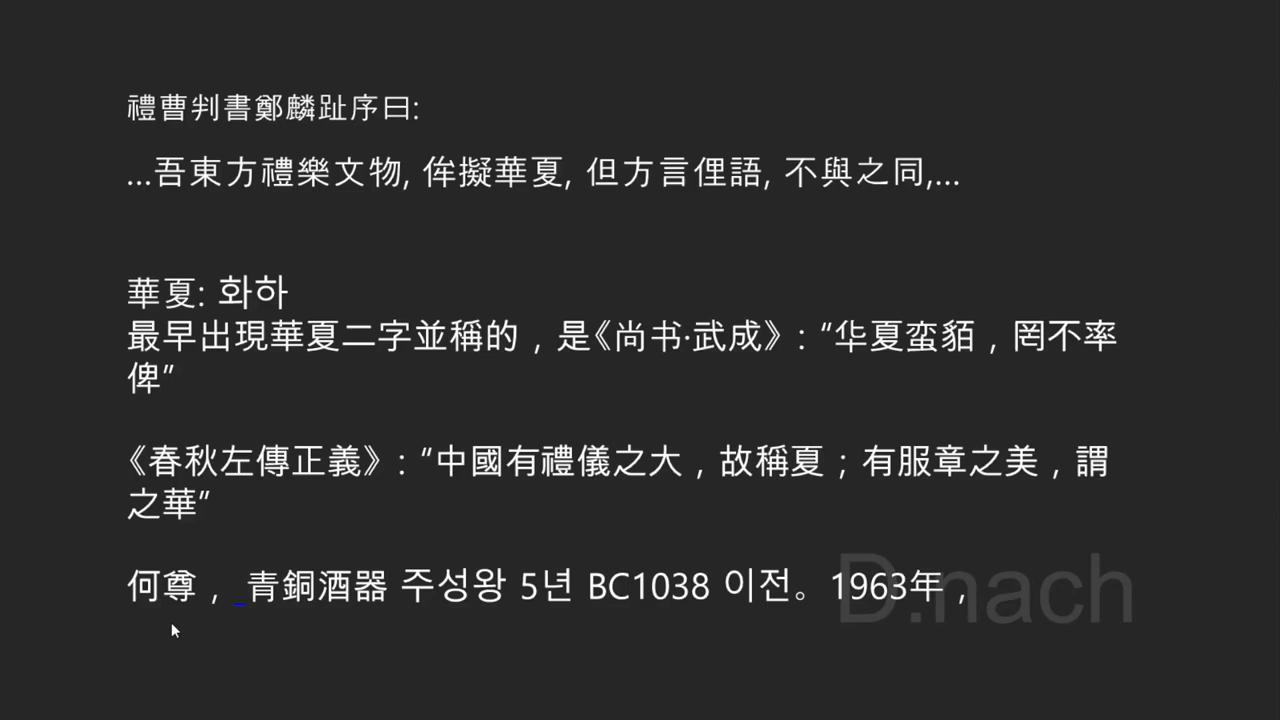 禮曹判書鄭麟趾序曰:
...吾東方禮樂文物, 侔擬華夏, 但方言俚語, 不與之同,...
華夏: 화하
最早出現華夏二字並稱的，是《尚书·武成》: “华夏蛮貊，罔不率
俾”
《春秋左傳正義》: “中國有禮儀之大，故稱夏；有服章之美，謂
之華”
何尊， 青銅酒器 주성왕 5년 BC1038 이전。1963年，
D.nach